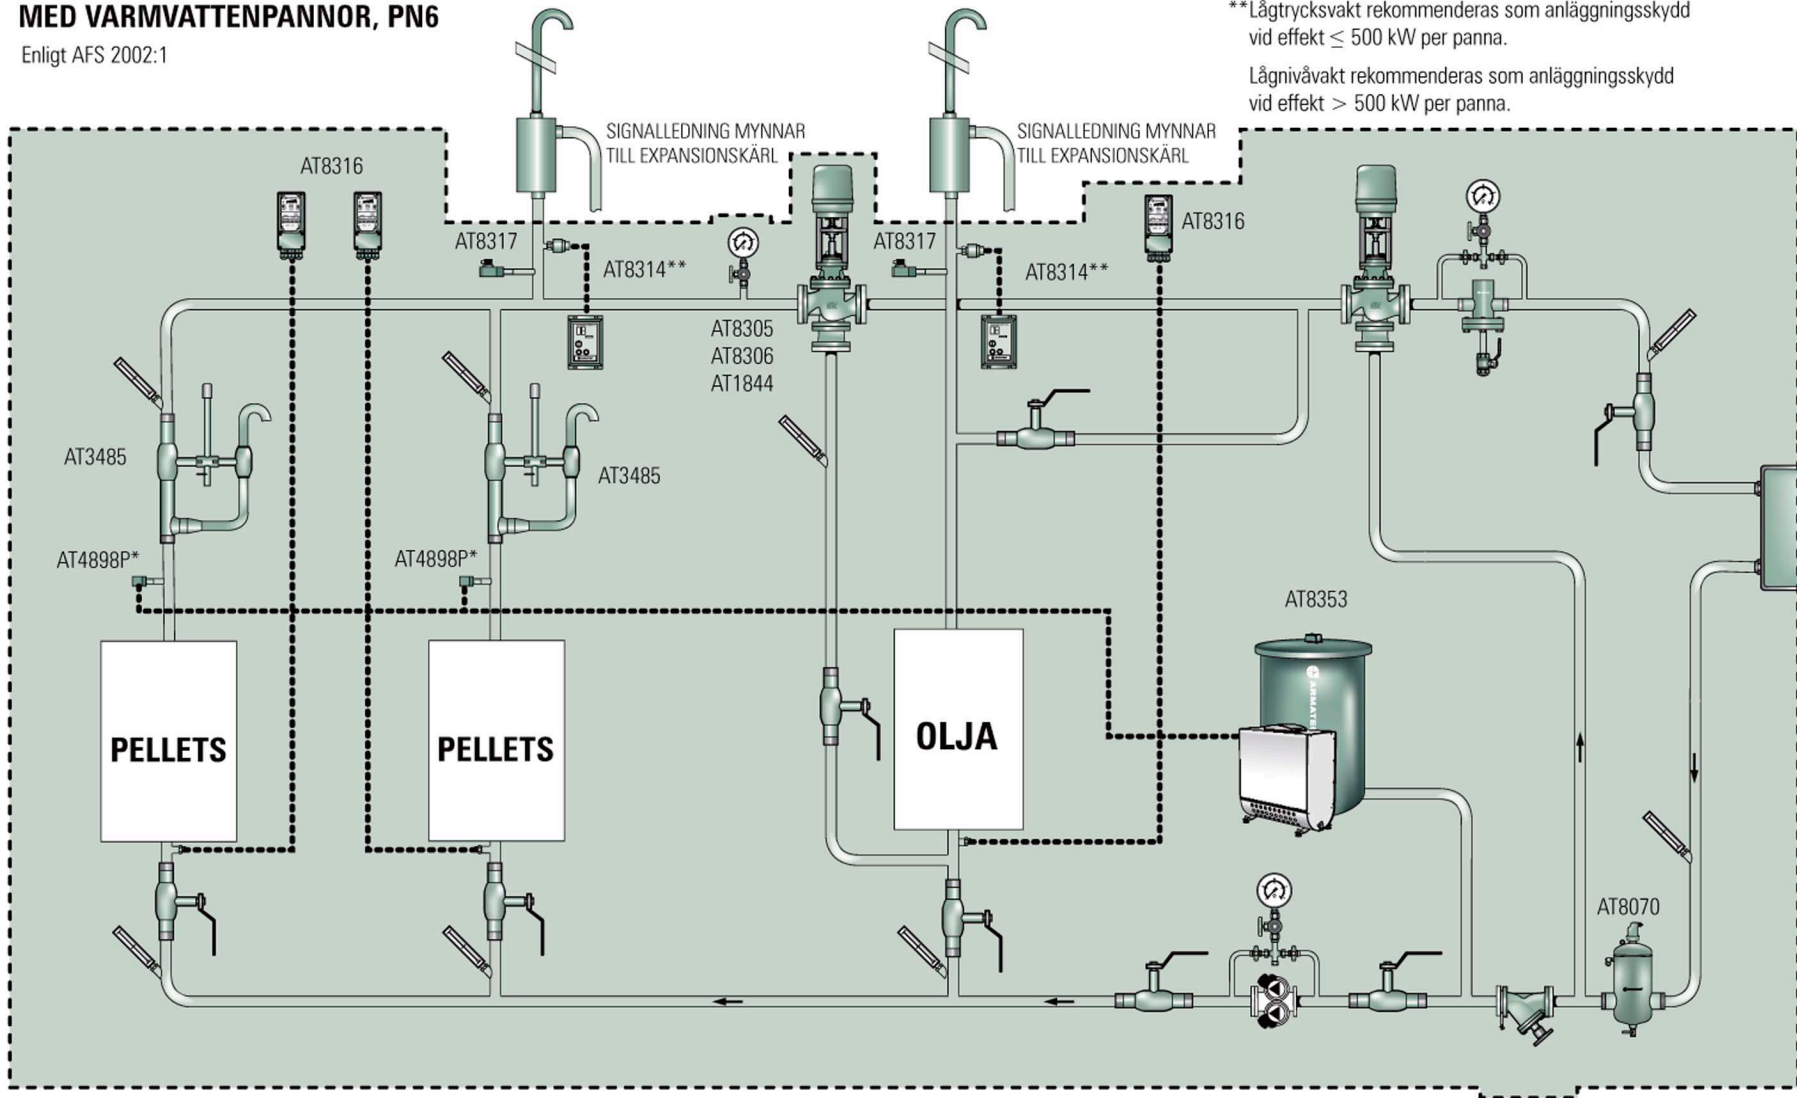 MED VARMVATTENPANNOR, PN6
Enligt AFS 2002:1
**Lågtrycksvakt rekommenderas som anläggningsskydd
vid effekt ≤ 500 kW per panna.
Lågnivåvakt rekommenderas som anläggningsskydd
vid effekt > 500 kW per panna.
SIGNALLEDNING MYNNAR
TILL EXPANSIONSKÄRL
SIGNALLEDNING MYNNAR
TILL EXPANSIONSKÄRL
AT8316
AT8316
AT8317
AT8314**
AT8317
AT8314**
AT8305
AT8306
AT1844
AT3485
AT3485
AT4898P*
AT4898P*
AT8353
PELLETS
PELLETS
OLJA
AT8070